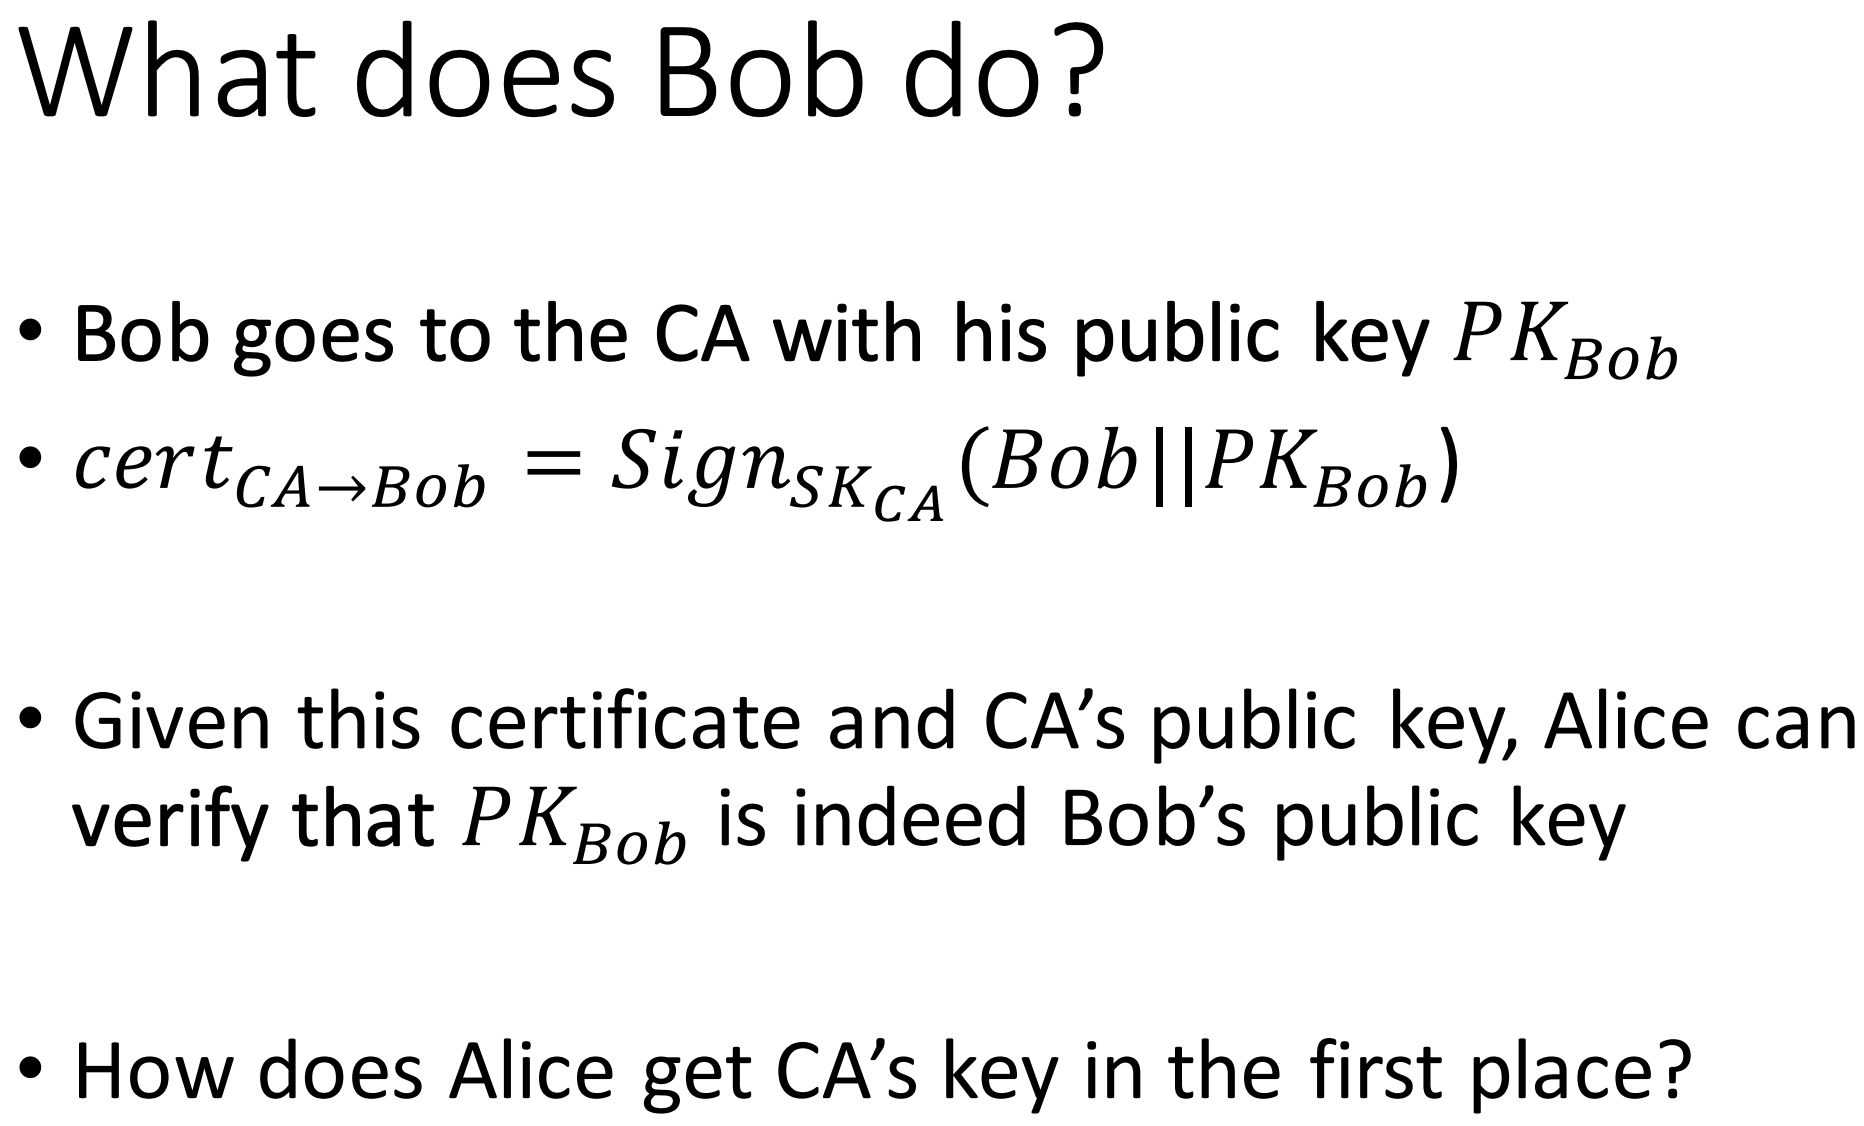 What does Bob do?
• Bob goes to the CA with his public key $PK_{Bob}$
• $cert_{CA \rightarrow Bob} = Sign_{SK_{CA}}(Bob||PK_{Bob})$
• Given this certificate and CA’s public key, Alice can
verify that $PK_{Bob}$ is indeed Bob’s public key
• How does Alice get CA’s key in the first place?